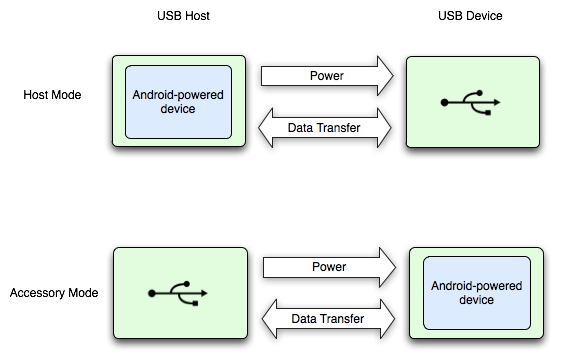 USB Host
USB Device
Host Mode
Android-powered
device
Power
Data Transfer
Accessory Mode
Power
Data Transfer
Android-powered
device